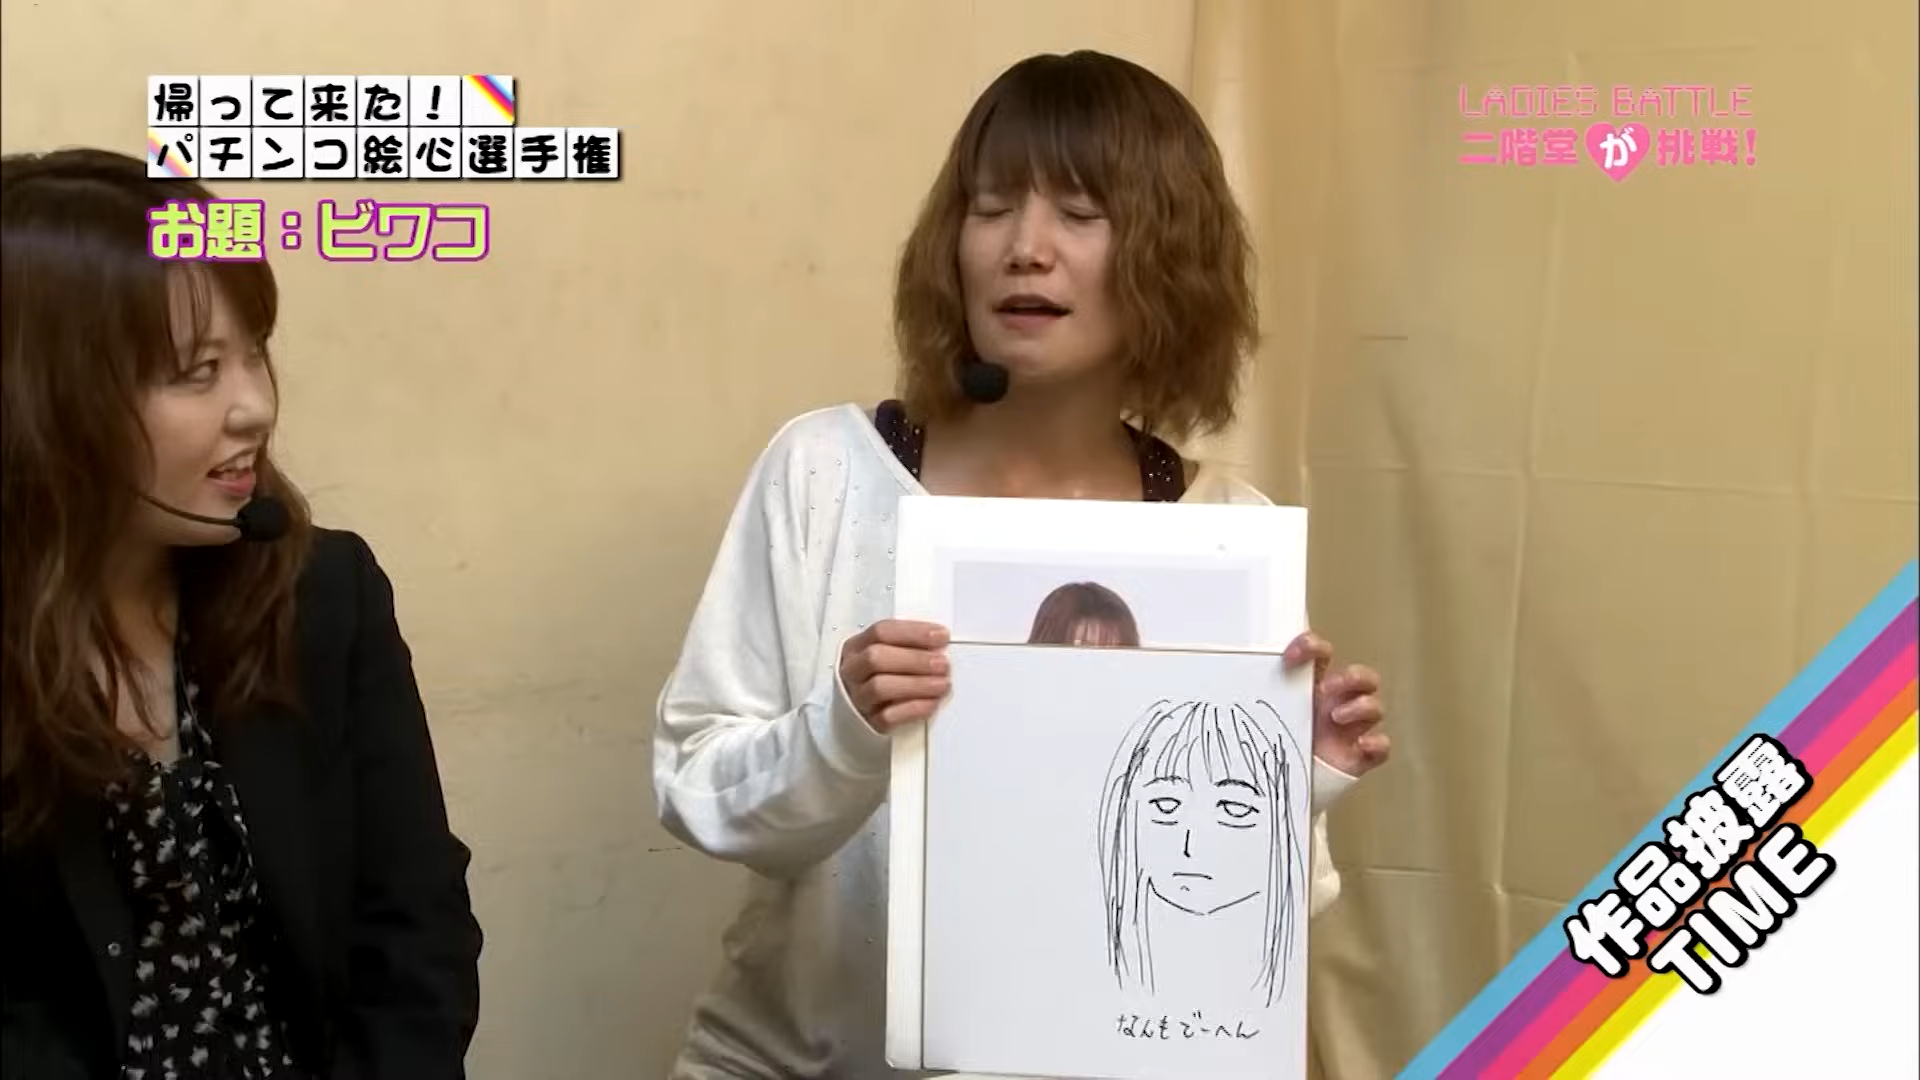 帰って来た!
パチンコ絵心選手権
お題：ビワコ
LADIES BATTLE
二階堂が挑戦!
なんもでーへん
作品披露
TIME